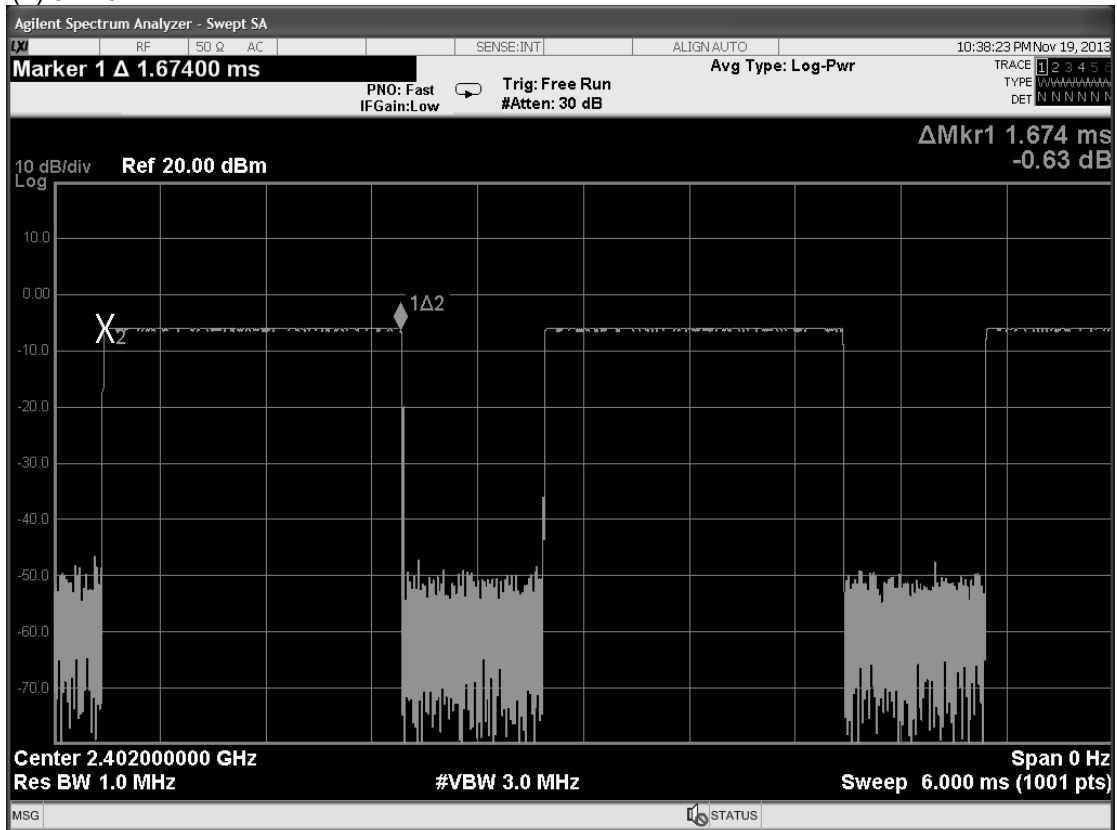 Agilent Spectrum Analyzer - Swept SA
LXI RF 50 Ω AC SENSE:INT ALIGN AUTO 10:38:23 PM Nov 19, 2013
Marker 1 Δ 1.67400 ms
PNO: Fast
IFGain:Low
Trig: Free Run
#Atten: 30 dB
Avg Type: Log-Pwr
TRACE 1 2 3 4 5 6
TYPE
DET N N N N N N
ΔMkr1 1.674 ms
-0.63 dB
10 dB/div Ref 20.00 dBm
Log
10.0
0.00
1Δ2
2
-10.0
-20.0
-30.0
-40.0
-50.0
-60.0
-70.0
Center 2.402000000 GHz Span 0 Hz
Res BW 1.0 MHz #VBW 3.0 MHz Sweep 6.000 ms (1001 pts)
MSG STATUS